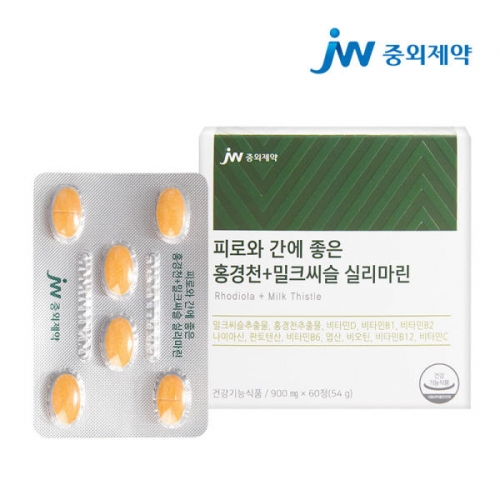 jw 중외제약
jw 중외제약
피로와 간에 좋은
홍경천+밀크씨슬 실리마린
Rhodiola + Milk Thistle
밀크씨슬추출물, 홍경천추출물, 비타민D, 비타민B1, 비타민B2
나이아신, 판토텐산, 비타민B6, 엽산, 비오틴, 비타민B12, 비타민C
건강기능식품 / 900 mg × 60정(54 g)
건강
기능식품
피로와 간에 좋은
홍경천+밀크씨슬 실리마린
jw 중외제약